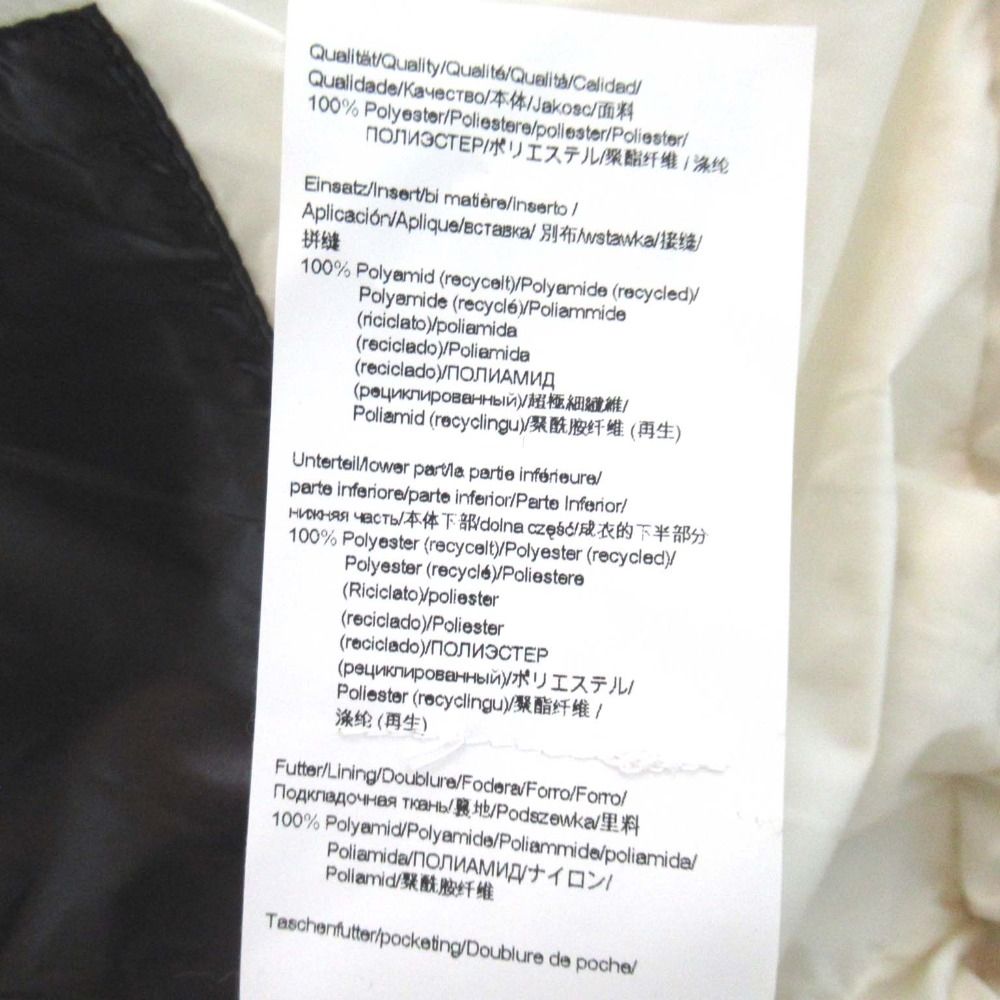 Qualität/Quality/Qualité/Qualità/Calidad/
Qualidade/Качество/本体/Jakosc/面料
100% Polyester/Poliestere/poliester/Poliester/
ПОЛИЭСТЕР/ポリエステル/聚酯纤维 / 涤纶
Einsatz/Insert/bi matière/inserto /
Aplicación/Aplique/вставка/ 別布/wstawka/接缝/
拼缝
100% Polyamid (recycelt)/Polyamide (recycled)/
Polyamide (recyclé)/Poliammide
(riciclato)/poliamida
(reciclado)/Poliamida
(reciclado)/ПОЛИАМИД
(рециклированный)/超極細繊維/
Poliamid (recyclingu)/聚酰胺纤维 (再生)
Unterteil/lower part/la partie inférieure/
parte inferiore/parte inferior/Parte Inferior/
нижняя часть/本体下部/dolna część/成衣的下半部分
100% Polyester (recycelt)/Polyester (recycled)/
Polyester (recyclé)/Poliestere
(Riciclato)/poliester
(reciclado)/Poliester
(reciclado)/ПОЛИЭСТЕР
(рециклированный)/ポリエステル/
Poliester (recyclingu)/聚酯纤维 /
涤纶 (再生)
Futter/Lining/Doublure/Fodera/Forro/Forro/
Подкладочная ткань/裏地/Podszewka/里料
100% Polyamid/Polyamide/Poliammide/poliamida/
Poliamida/ПОЛИАМИД/ナイロン/
Poliamid/聚酰胺纤维
Taschenfutter/pocketing/Doublure de poche/